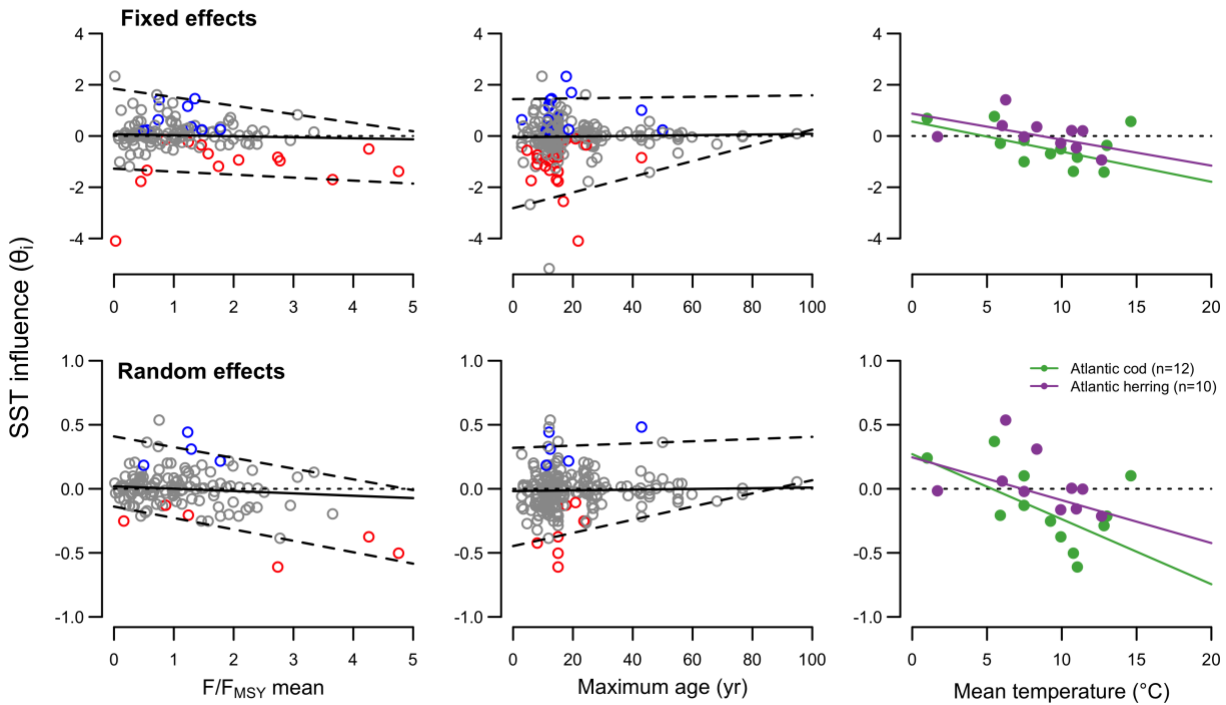 Fixed effects
4
2
0
-2
-4
0 1 2 3 4 5
4
2
0
-2
-4
0 20 40 60 80 100
4
2
0
-2
-4
0 5 10 15 20
SST influence (θi)
Random effects
1.0
0.5
0.0
-0.5
-1.0
0 1 2 3 4 5
F/FMSY mean
1.0
0.5
0.0
-0.5
-1.0
0 20 40 60 80 100
Maximum age (yr)
1.0
0.5
0.0
-0.5
-1.0
Atlantic cod (n=12)
Atlantic herring (n=10)
0 5 10 15 20
Mean temperature (°C)